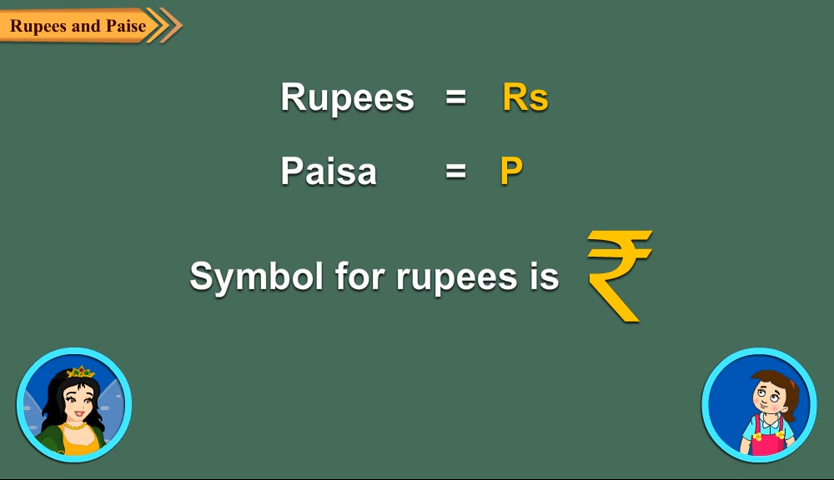 Rupees and Paise
Rupees = Rs
Paisa = P
Symbol for rupees is ₹